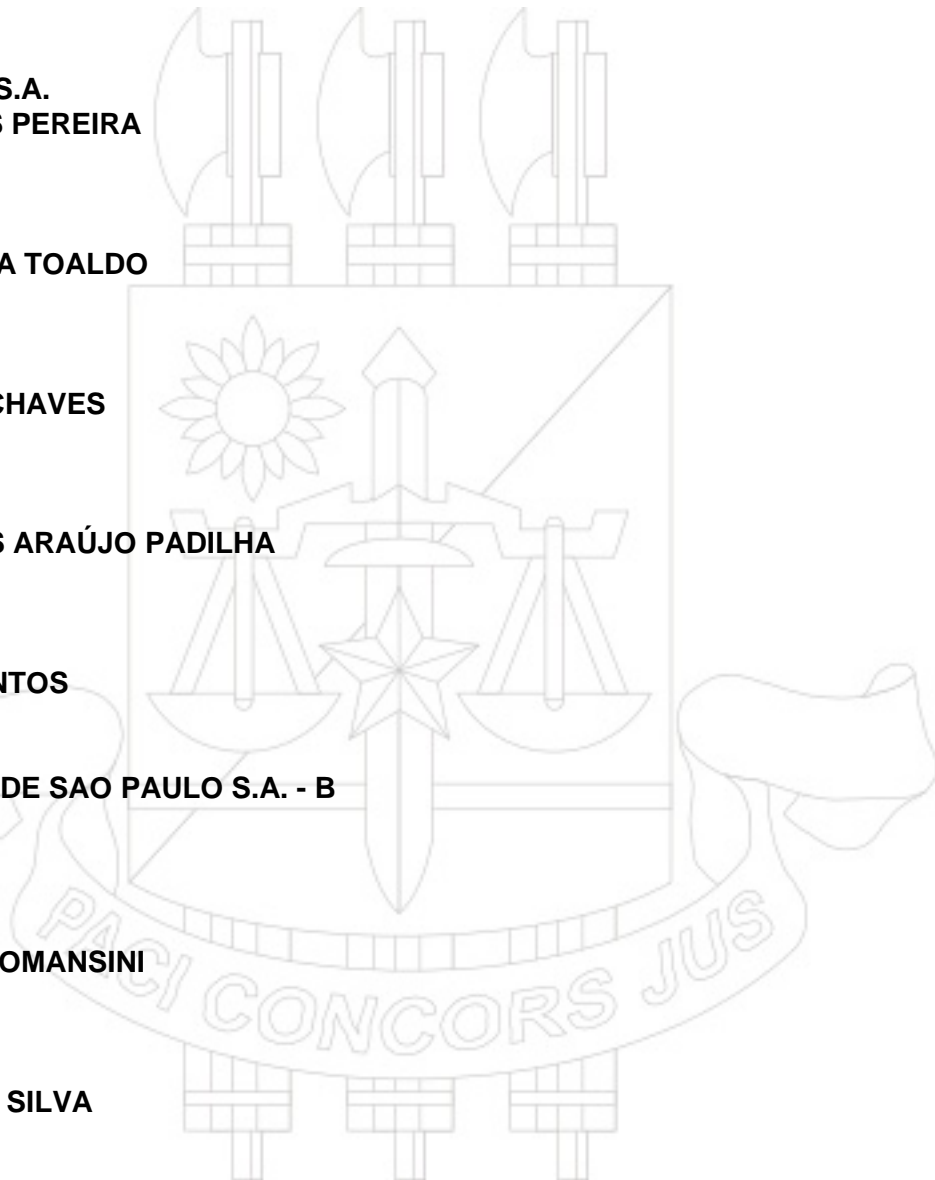 S.A.
S PEREIRA
A TOALDO
CHAVES
S ARAÚJO PADILHA
NTOS
DE SAO PAULO S.A. - B
OMANSINI
PACI CONCORS JUS
SILVA